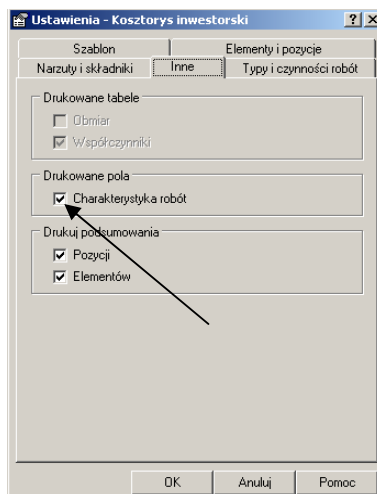 Ustawienia - Kosztorys inwestorski
Szablon
Elementy i pozycje
Narzuty i składniki
Inne
Typy i czynności robót
Drukowane tabele
Obmiar
Współczynniki
Drukowane pola
Charakterystyka robót
Drukuj podsumowania
Pozycji
Elementów
OK
Anuluj
Pomoc